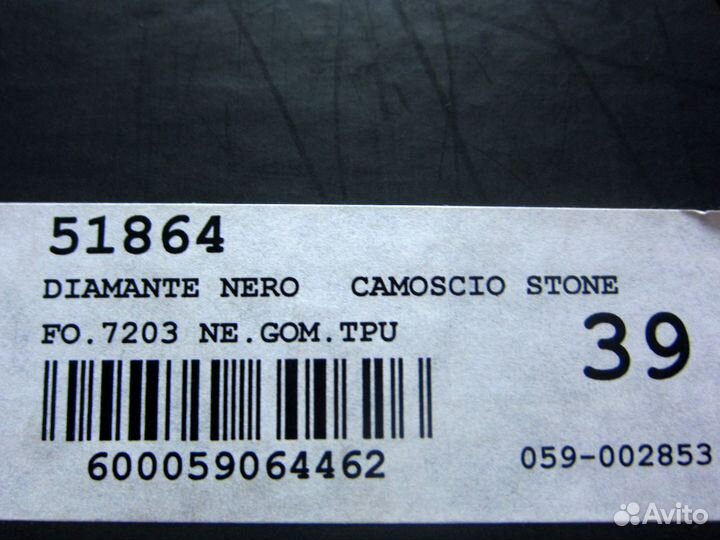 51864
DIAMANTE NERO CAMOSCIO STONE
FO.7203 NE.GOM.TPU
39
600059064462
059-002853
Avito